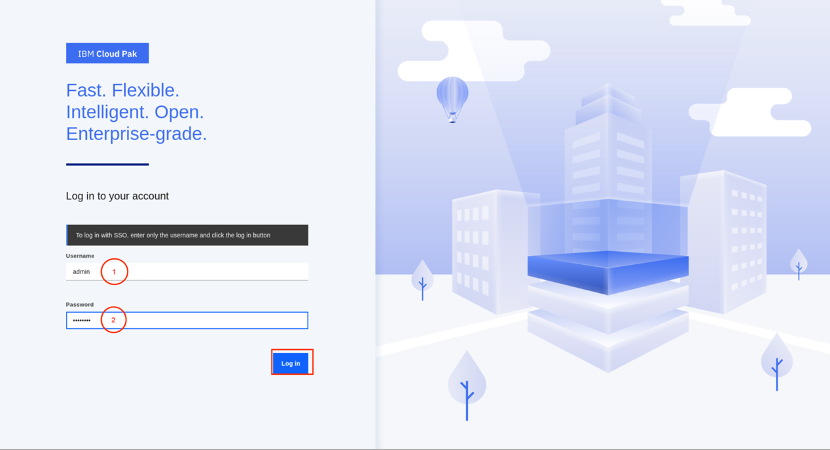 IBM Cloud Pak
Fast. Flexible.
Intelligent. Open.
Enterprise-grade.
Log in to your account
To log in with SSO, enter only the username and click the log in button
Username
admin 1
Password
•••••••• 2
Log in